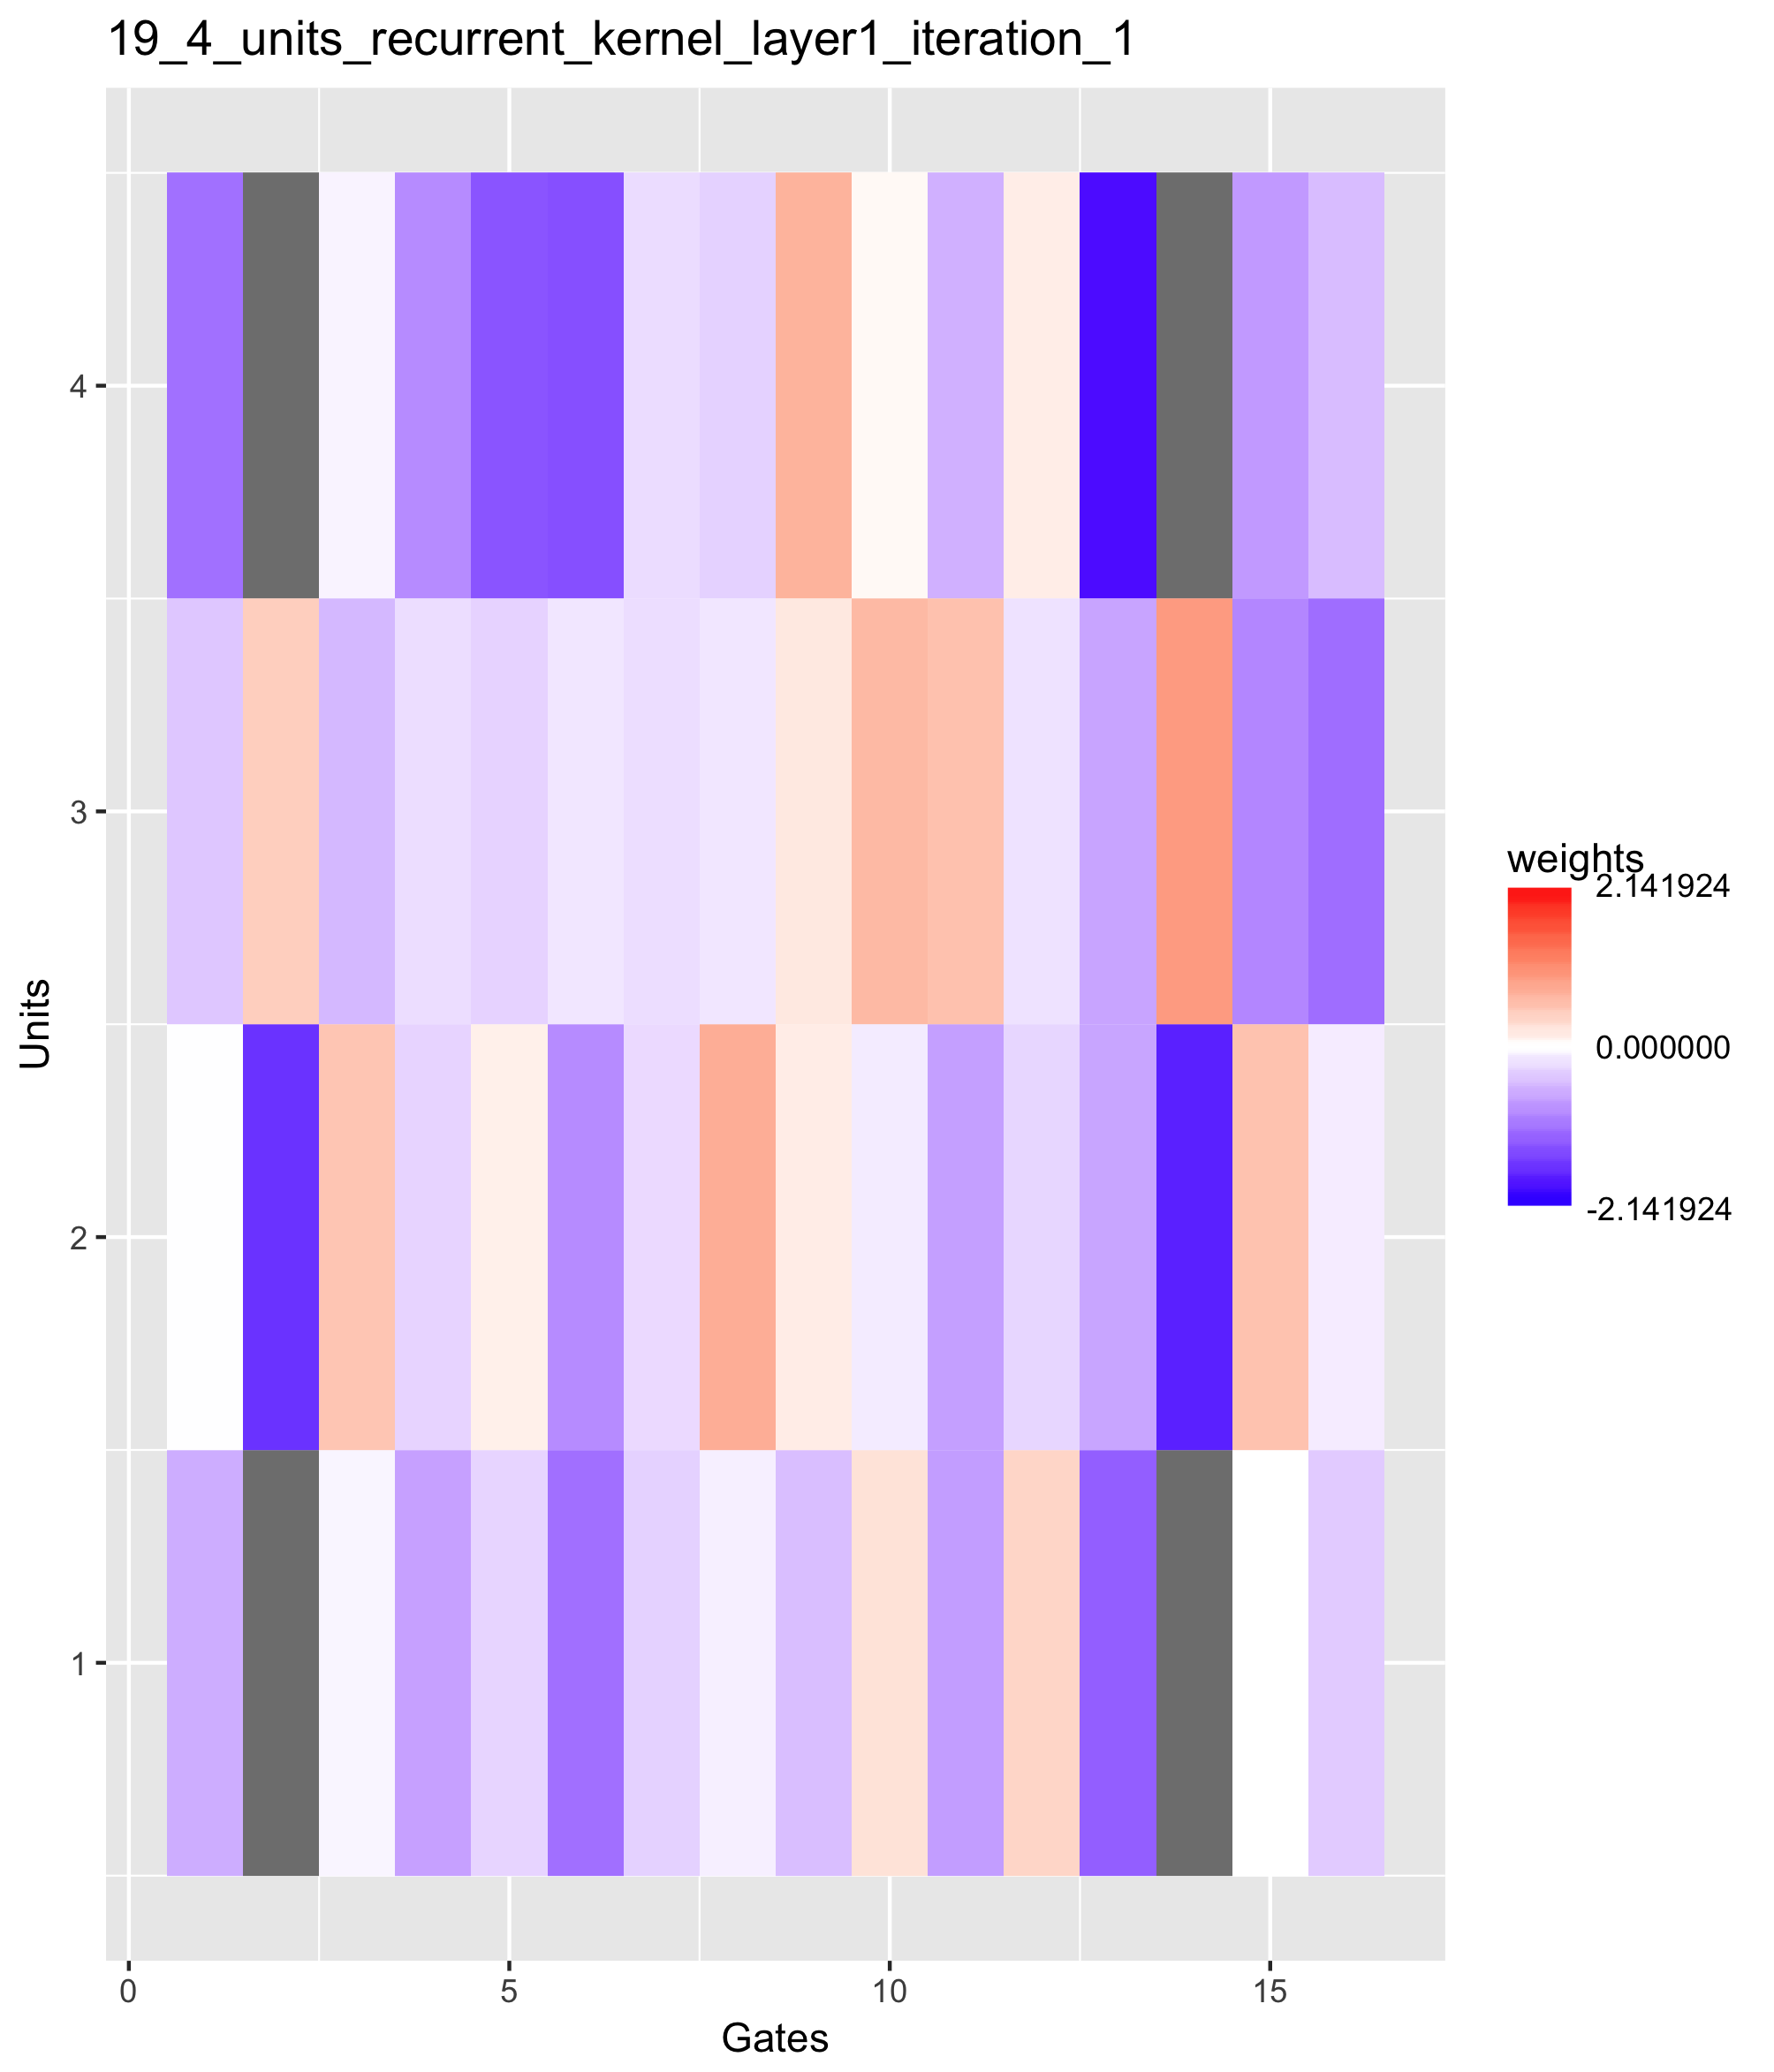 19_4_units_recurrent_kernel_layer1_iteration_1
4
3
2
1
Units
0
5
10
15
Gates
weights
2.141924
0.000000
-2.141924